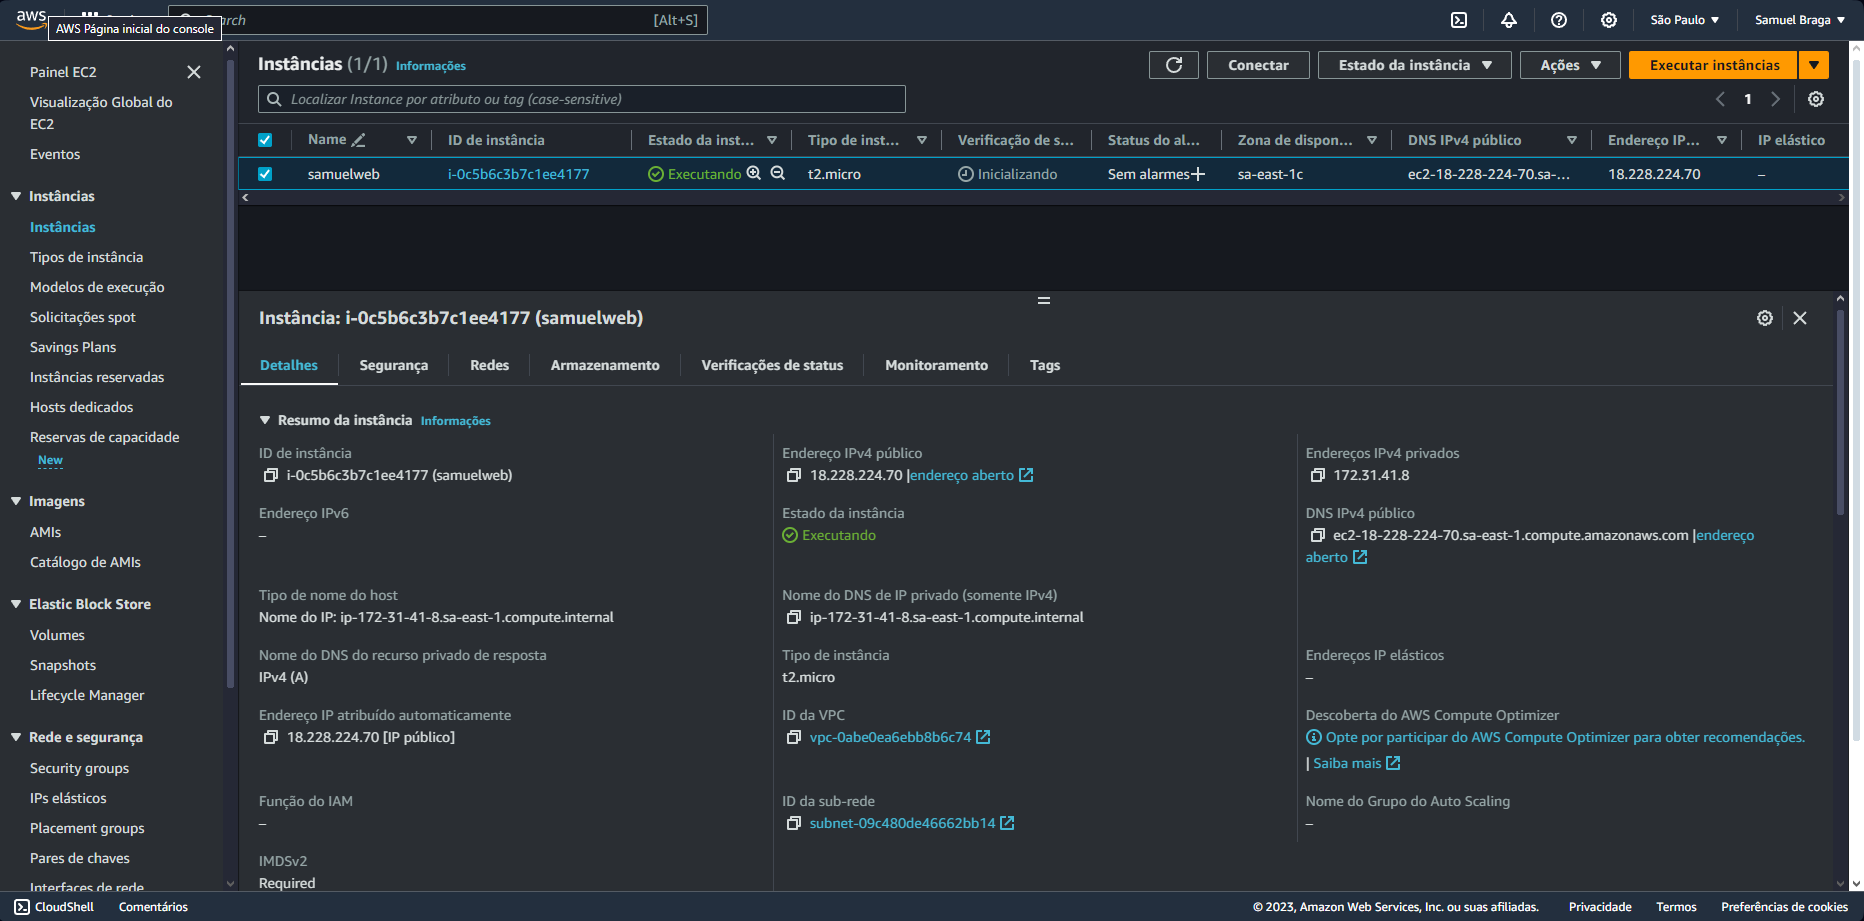 aws
Search
[Alt+S]
São Paulo
Samuel Braga
AWS Página inicial do console
Painel EC2
Visualização Global do
EC2
Eventos
Instâncias
Instâncias
Tipos de instância
Modelos de execução
Solicitações spot
Savings Plans
Instâncias reservadas
Hosts dedicados
Reservas de capacidade
New
Imagens
AMIs
Catálogo de AMIs
Elastic Block Store
Volumes
Snapshots
Lifecycle Manager
Rede e segurança
Security groups
IPs elásticos
Placement groups
Pares de chaves
Interfaces de rede
Instâncias (1/1) Informações
Conectar
Estado da instância
Ações
Executar instâncias
Localizar Instance por atributo ou tag (case-sensitive)
1
Name ID de instância Estado da inst... Tipo de inst... Verificação de s... Status do al... Zona de dispon... DNS IPv4 público Endereço IP... IP elástico
samuelweb i-0c5b6c3b7c1ee4177 Executando t2.micro Inicializando Sem alarmes sa-east-1c ec2-18-228-224-70.sa-... 18.228.224.70 –
Instância: i-0c5b6c3b7c1ee4177 (samuelweb)
Detalhes Segurança Redes Armazenamento Verificações de status Monitoramento Tags
Resumo da instância Informações
ID de instância
i-0c5b6c3b7c1ee4177 (samuelweb)
Endereço IPv4 público
18.228.224.70 |endereço aberto
Endereços IPv4 privados
172.31.41.8
Endereço IPv6
–
Estado da instância
Executando
DNS IPv4 público
ec2-18-228-224-70.sa-east-1.compute.amazonaws.com |endereço
aberto
Tipo de nome do host
Nome do IP: ip-172-31-41-8.sa-east-1.compute.internal
Nome do DNS de IP privado (somente IPv4)
ip-172-31-41-8.sa-east-1.compute.internal
Nome do DNS do recurso privado de resposta
IPv4 (A)
Tipo de instância
t2.micro
Endereços IP elásticos
–
Endereço IP atribuído automaticamente
18.228.224.70 [IP público]
ID da VPC
vpc-0abe0ea6ebb8b6c74
Descoberta do AWS Compute Optimizer
Opte por participar do AWS Compute Optimizer para obter recomendações.
| Saiba mais
Função do IAM
–
ID da sub-rede
subnet-09c480de46662bb14
Nome do Grupo do Auto Scaling
–
IMDSv2
Required
CloudShell Comentários
© 2023, Amazon Web Services, Inc. ou suas afiliadas. Privacidade Termos Preferências de cookies